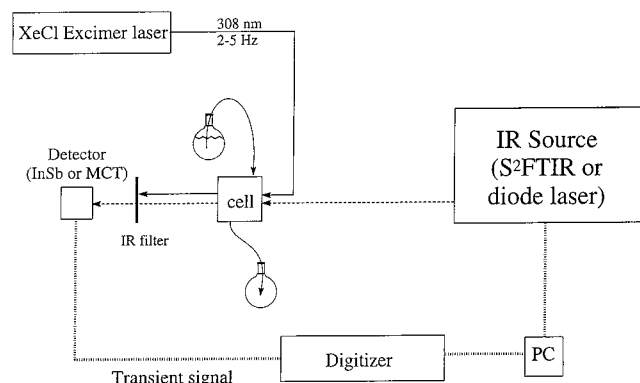 XeCl Excimer laser
308 nm
2-5 Hz
Detector
(InSb or MCT)
IR filter
cell
IR Source
(S2FTIR or
diode laser)
Digitizer
PC
Transient signal